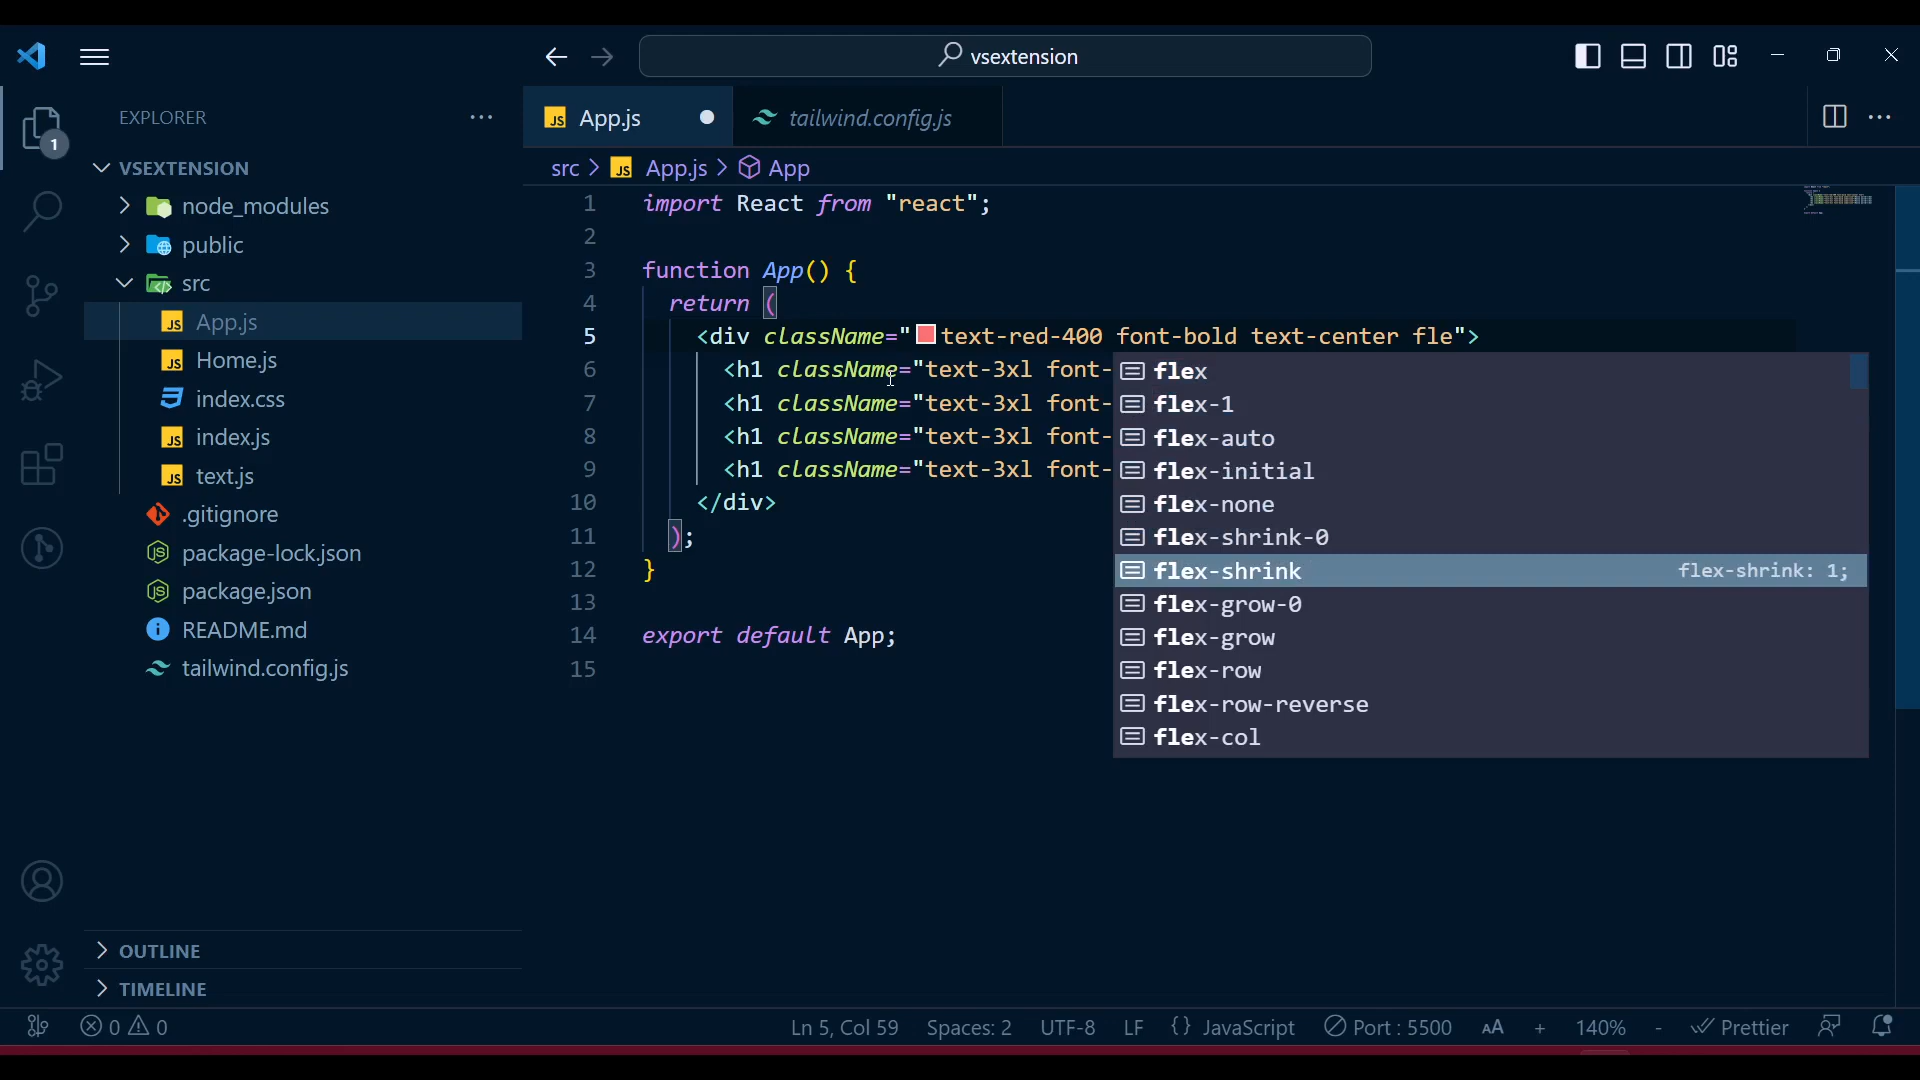 vsextension
EXPLORER
1
VSEXTENSION
node_modules
public
src
App.js
Home.js
index.css
index.js
text.js
.gitignore
package-lock.json
package.json
README.md
tailwind.config.js
OUTLINE
TIMELINE
App.js
tailwind.config.js
src > App.js > App
1 import React from "react";
2
3 function App() {
4 return (
5 <div className="text-red-400 font-bold text-center fle">
6 <h1 className="text-3xl font-
7 <h1 className="text-3xl font-
8 <h1 className="text-3xl font-
9 <h1 className="text-3xl font-
10 </div>
11 );
12 }
13
14 export default App;
15
flex
flex-1
flex-auto
flex-initial
flex-none
flex-shrink-0
flex-shrink flex-shrink: 1;
flex-grow-0
flex-grow
flex-row
flex-row-reverse
flex-col
0 0 Ln 5, Col 59 Spaces: 2 UTF-8 LF {} JavaScript Port : 5500 AA + 140% - Prettier